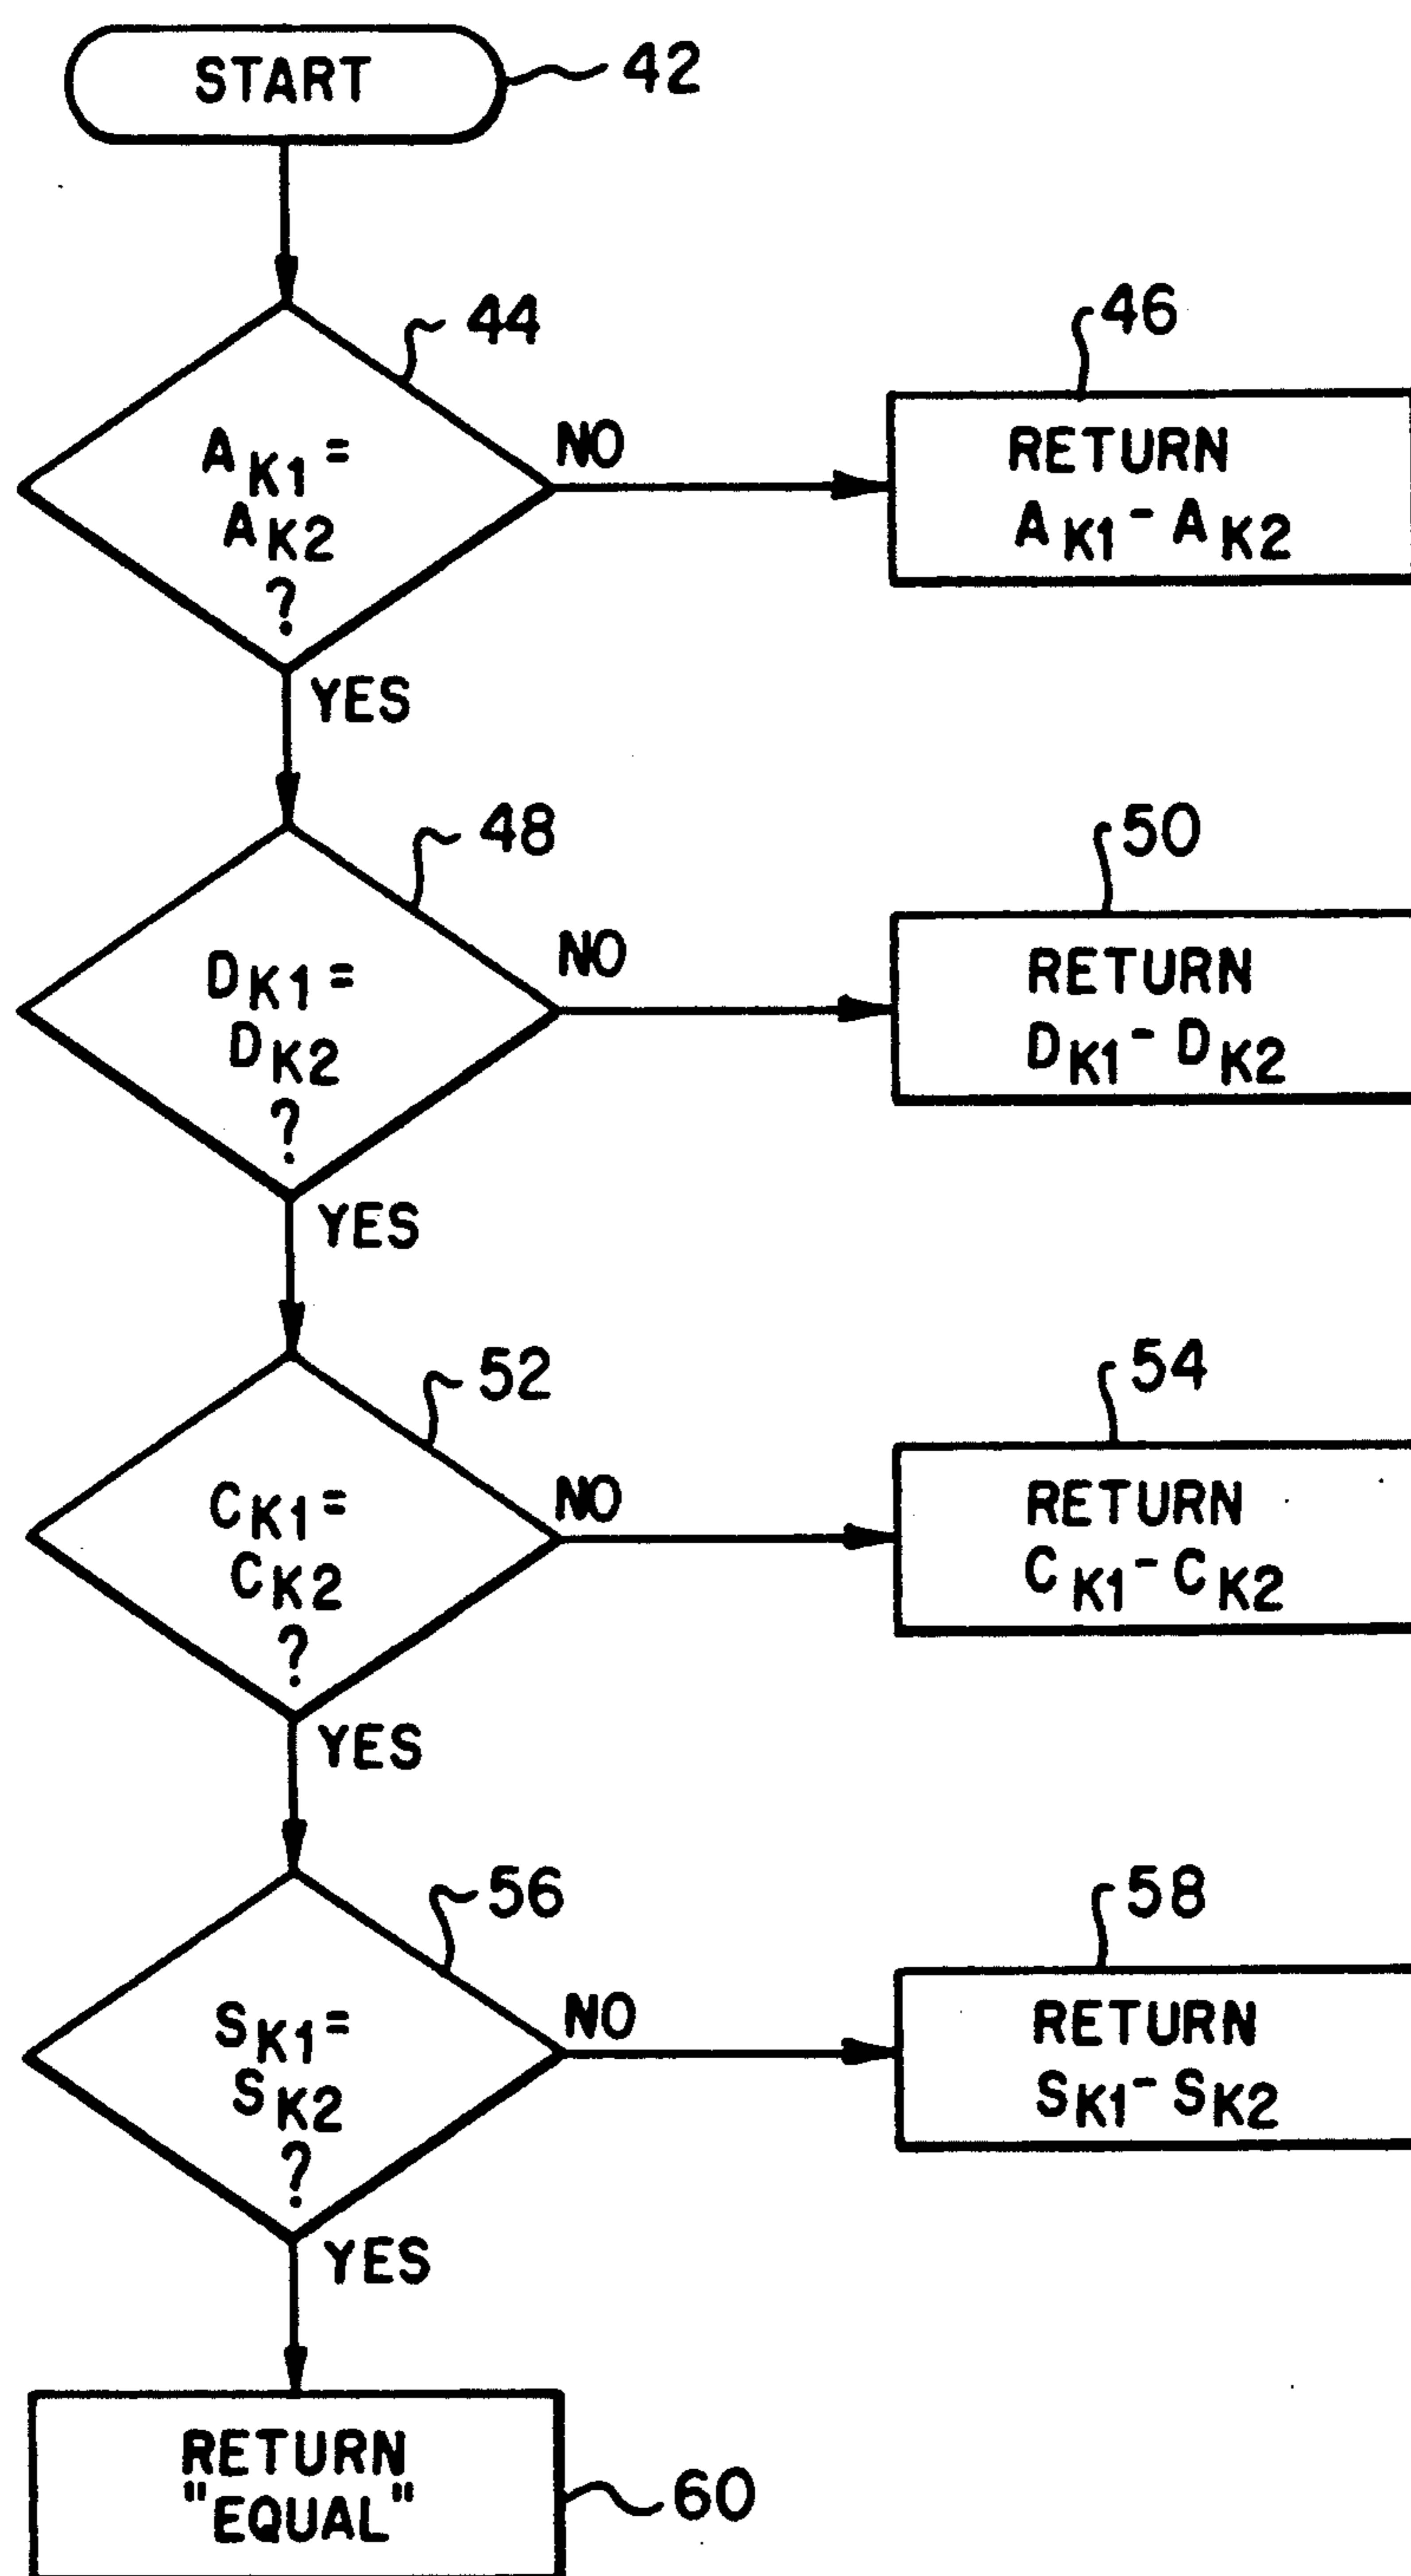 START
42
44
A K1 =
A K2
?
NO
46
RETURN
A K1 - A K2
YES
48
D K1 =
D K2
?
NO
50
RETURN
D K1 - D K2
YES
52
C K1 =
C K2
?
NO
54
RETURN
C K1 - C K2
YES
56
S K1 =
S K2
?
NO
58
RETURN
S K1 - S K2
YES
RETURN
"EQUAL"
60